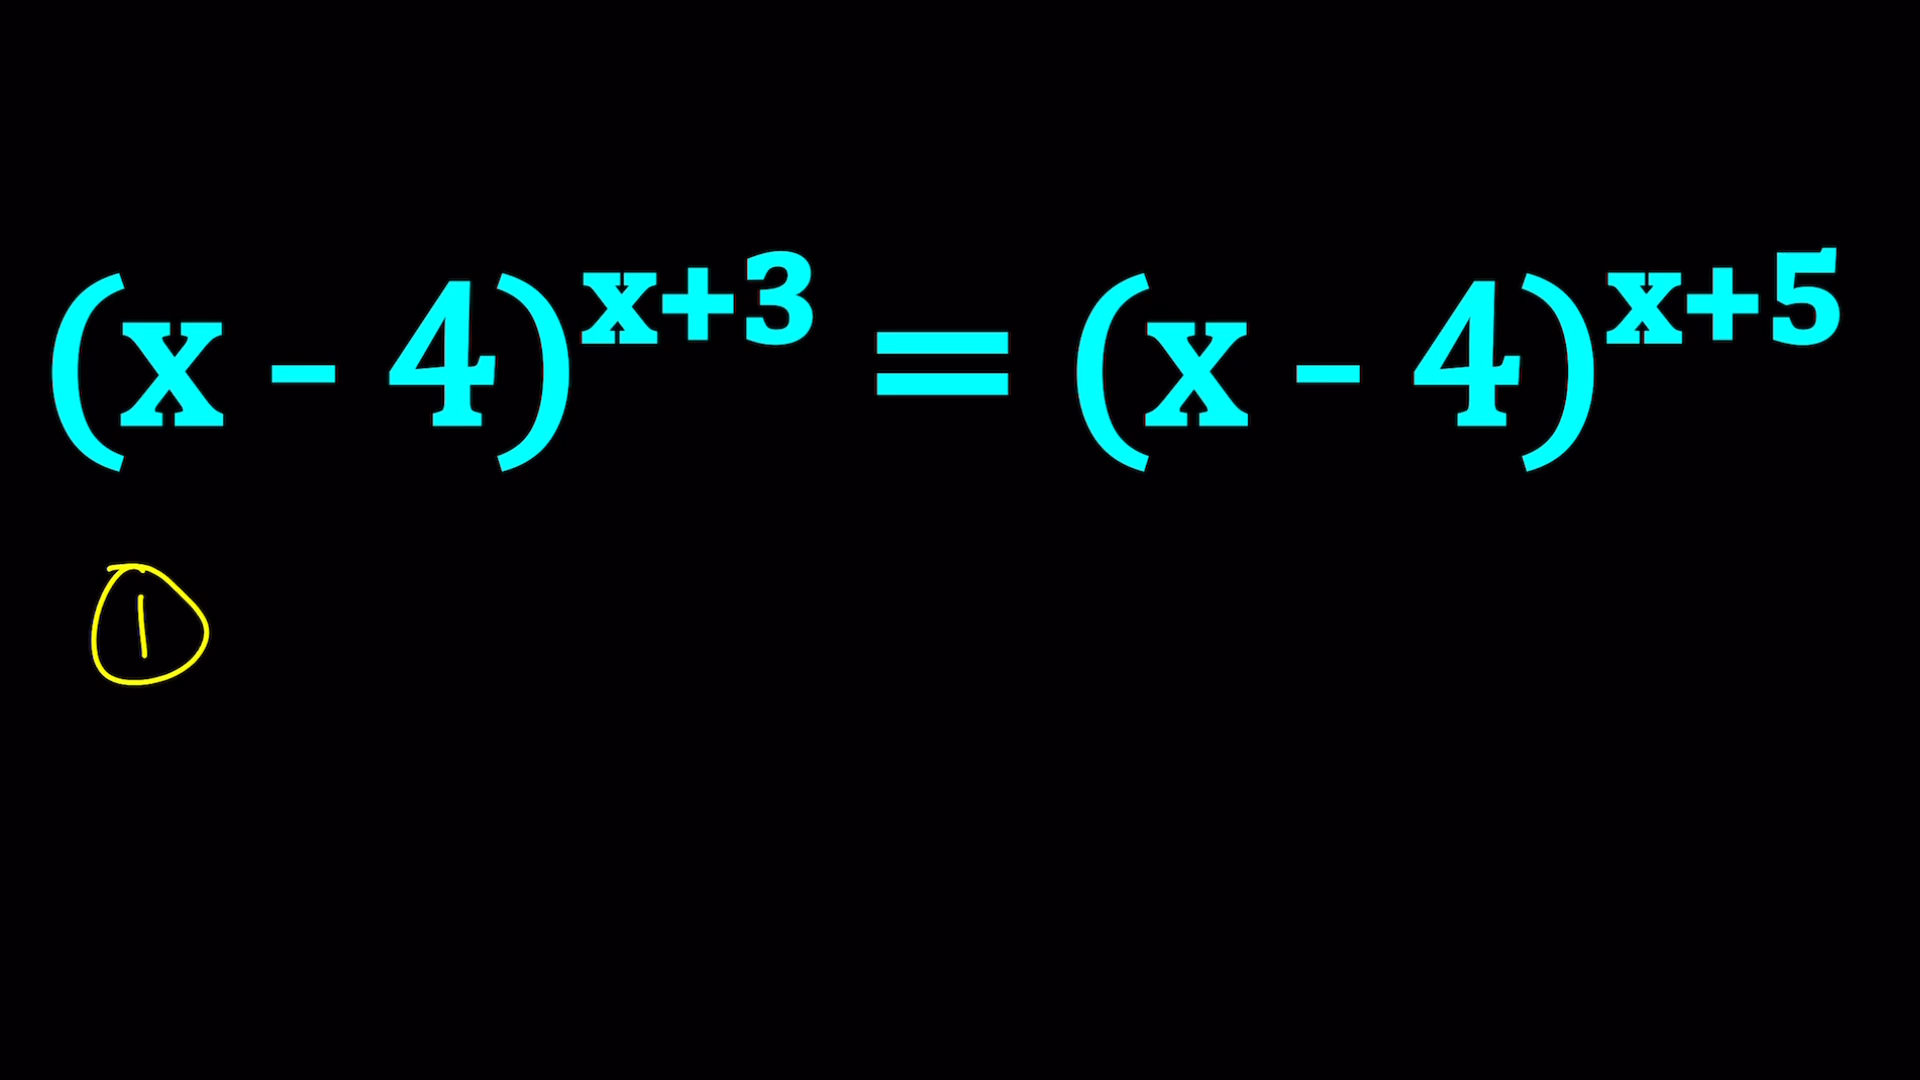 (x - 4)^{x+3} = (x - 4)^{x+5}
1